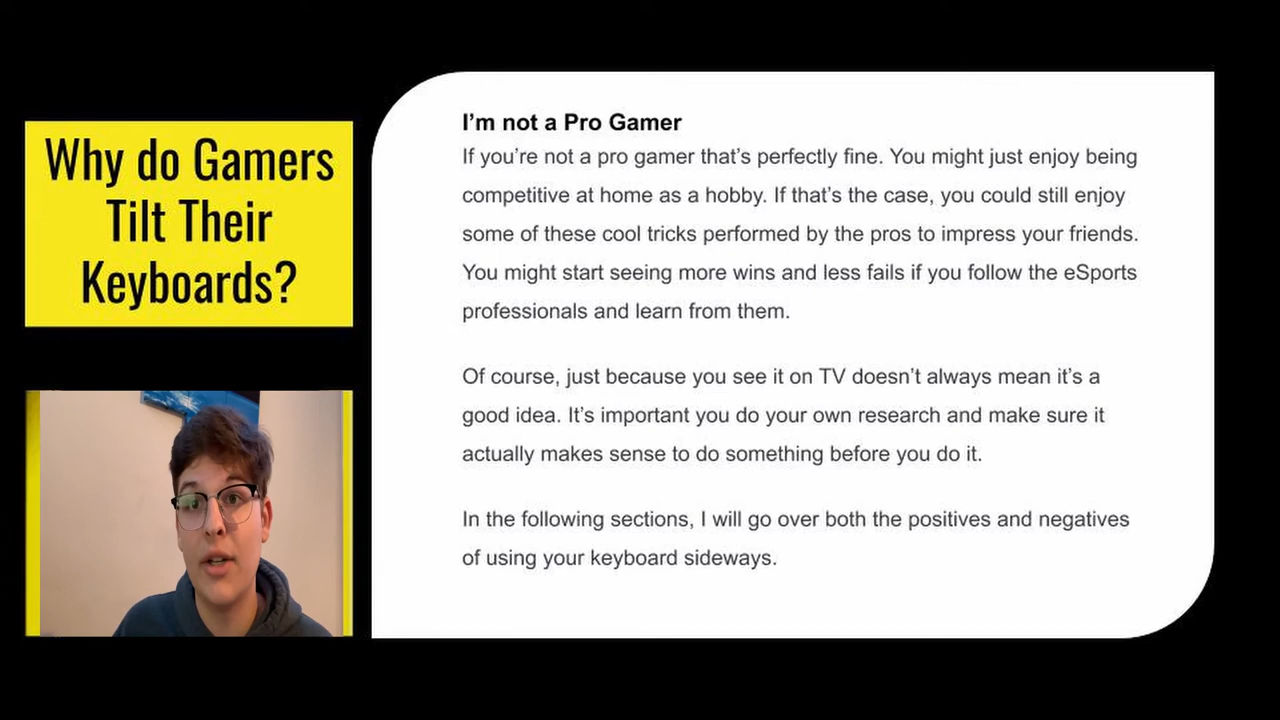 Why do Gamers
Tilt Their
Keyboards?
I'm not a Pro Gamer
If you're not a pro gamer that's perfectly fine. You might just enjoy being
competitive at home as a hobby. If that's the case, you could still enjoy
some of these cool tricks performed by the pros to impress your friends.
You might start seeing more wins and less fails if you follow the eSports
professionals and learn from them.
Of course, just because you see it on TV doesn't always mean it's a
good idea. It's important you do your own research and make sure it
actually makes sense to do something before you do it.
In the following sections, I will go over both the positives and negatives
of using your keyboard sideways.